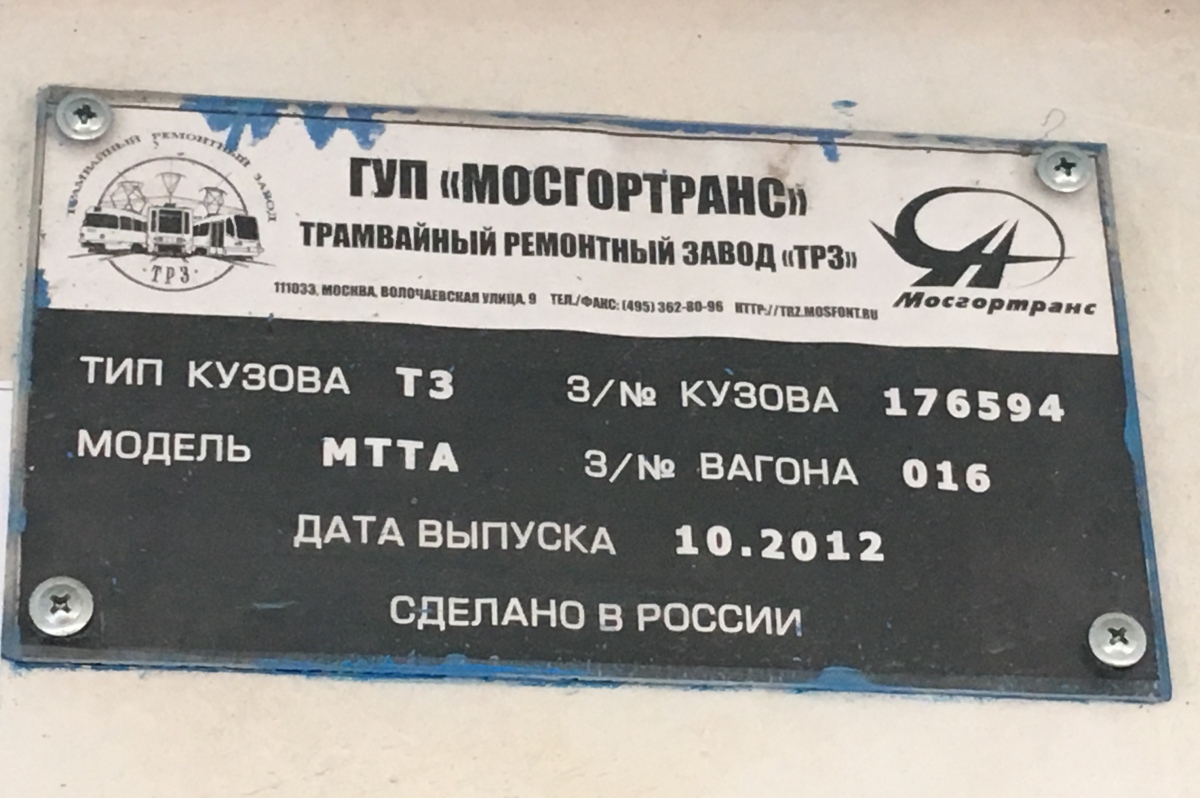 ТРАМВАЙНЫЙ РЕМОНТНЫЙ ЗАВОД
· ТРЗ ·
ГУП «МОСГОРТРАНС»
ТРАМВАЙНЫЙ РЕМОНТНЫЙ ЗАВОД «ТРЗ»
111033, МОСКВА, ВОЛОЧАЕВСКАЯ УЛИЦА, 9 ТЕЛ./ФАКС: (495) 362-80-96 HTTP://TRZ.MOSFONT.RU
Мосгортранс
ТИП КУЗОВА Т3 З/№ КУЗОВА 176594
МОДЕЛЬ МТТА З/№ ВАГОНА 016
ДАТА ВЫПУСКА 10.2012
СДЕЛАНО В РОССИИ